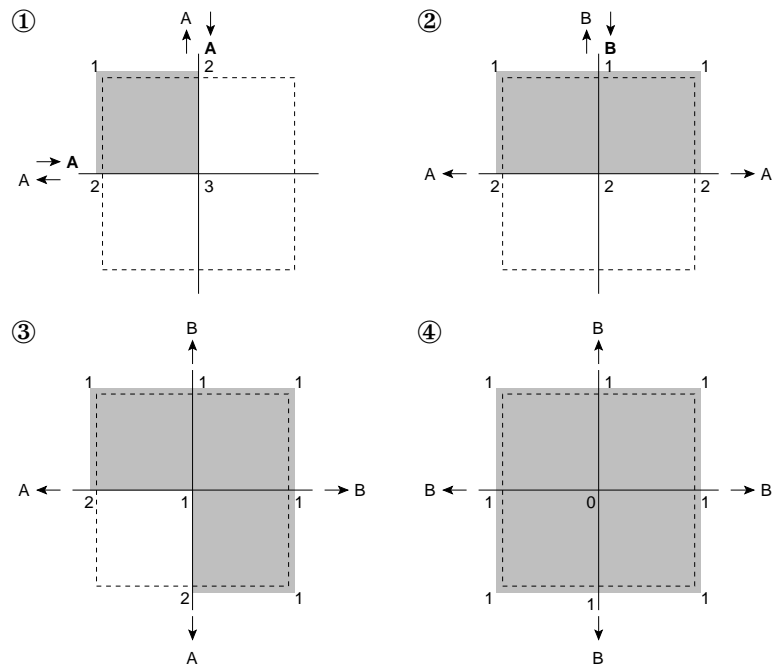 ① ②
A B
A B
1 2 1 1 1
A
A A A
2 3 2 2 2
③ ④
B B
1 1 1 1 1 1
A B B B
2 1 1 1 0 1
2 1 1 1 1
A B